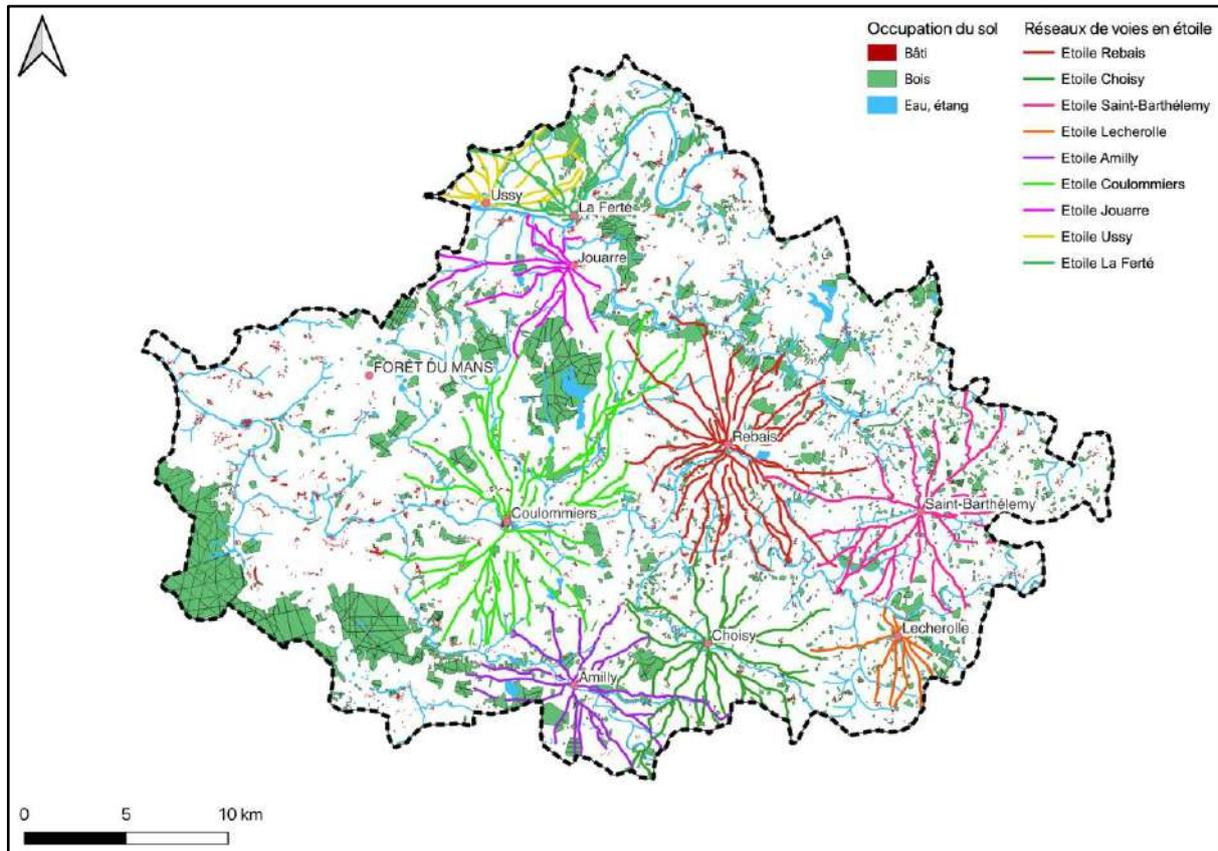 Occupation du sol
Bâti
Bois
Eau, étang
Réseaux de voies en étoile
Etoile Rebais
Etoile Choisy
Etoile Saint-Barthélemy
Etoile Lecherolle
Etoile Amilly
Etoile Coulommiers
Etoile Jouarre
Etoile Ussy
Etoile La Ferté
Ussy
La Ferté
Jouarre
FORÊT DU MANS
Rebais
Saint-Barthélemy
Coulommiers
Lecherolle
Choisy
Amilly
0 5 10 km